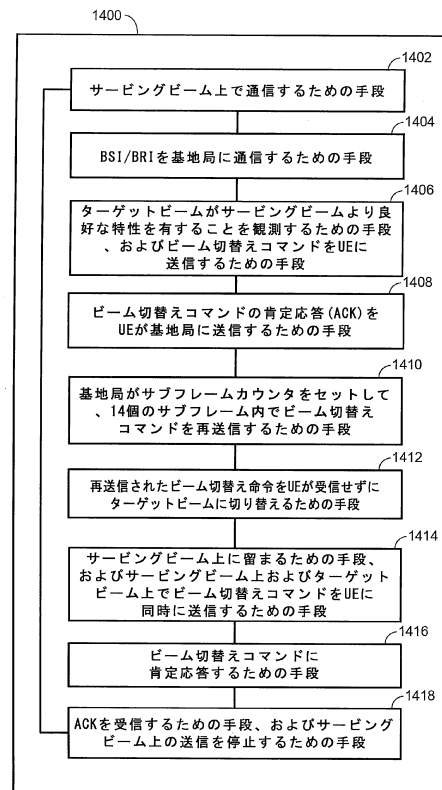 1400
1402
サービングビーム上で通信するための手段
1404
BSI/BRIを基地局に通信するための手段
1406
ターゲットビームがサービングビームより良
好な特性を有することを観測するための手段
、およびビーム切替えコマンドをUEに
送信するための手段
1408
ビーム切替えコマンドの肯定応答(ACK)を
UEが基地局に送信するための手段
1410
基地局がサブフレームカウンタをセットして
、14個のサブフレーム内でビーム切替え
コマンドを再送信するための手段
1412
再送信されたビーム切替え命令をUEが受信せずに
ターゲットビームに切り替えるための手段
1414
サービングビーム上に留まるための手段、
およびサービングビーム上およびターゲット
ビーム上でビーム切替えコマンドをUEに
同時に送信するための手段
1416
ビーム切替えコマンドに
肯定応答するための手段
1418
ACKを受信するための手段、およびサービング
ビーム上の送信を停止するための手段